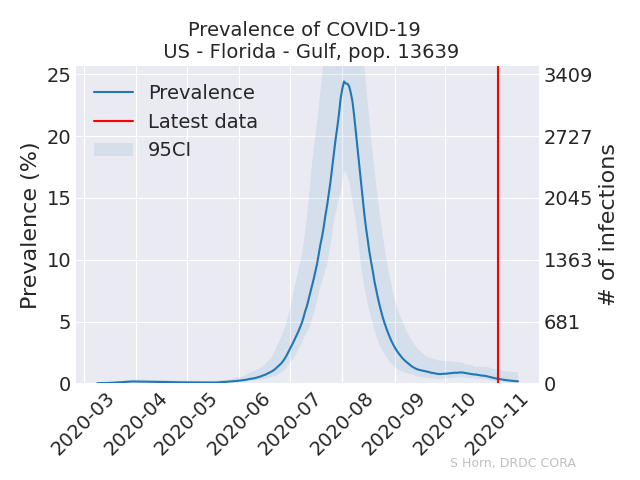 Prevalence of COVID-19
US - Florida - Gulf, pop. 13639
Prevalence
Latest data
95CI
Prevalence (%)
25
20
15
10
5
0
3409
2727
2045
1363
681
0
# of infections
2020-03
2020-04
2020-05
2020-06
2020-07
2020-08
2020-09
2020-10
2020-11
S Horn, DRDC CORA